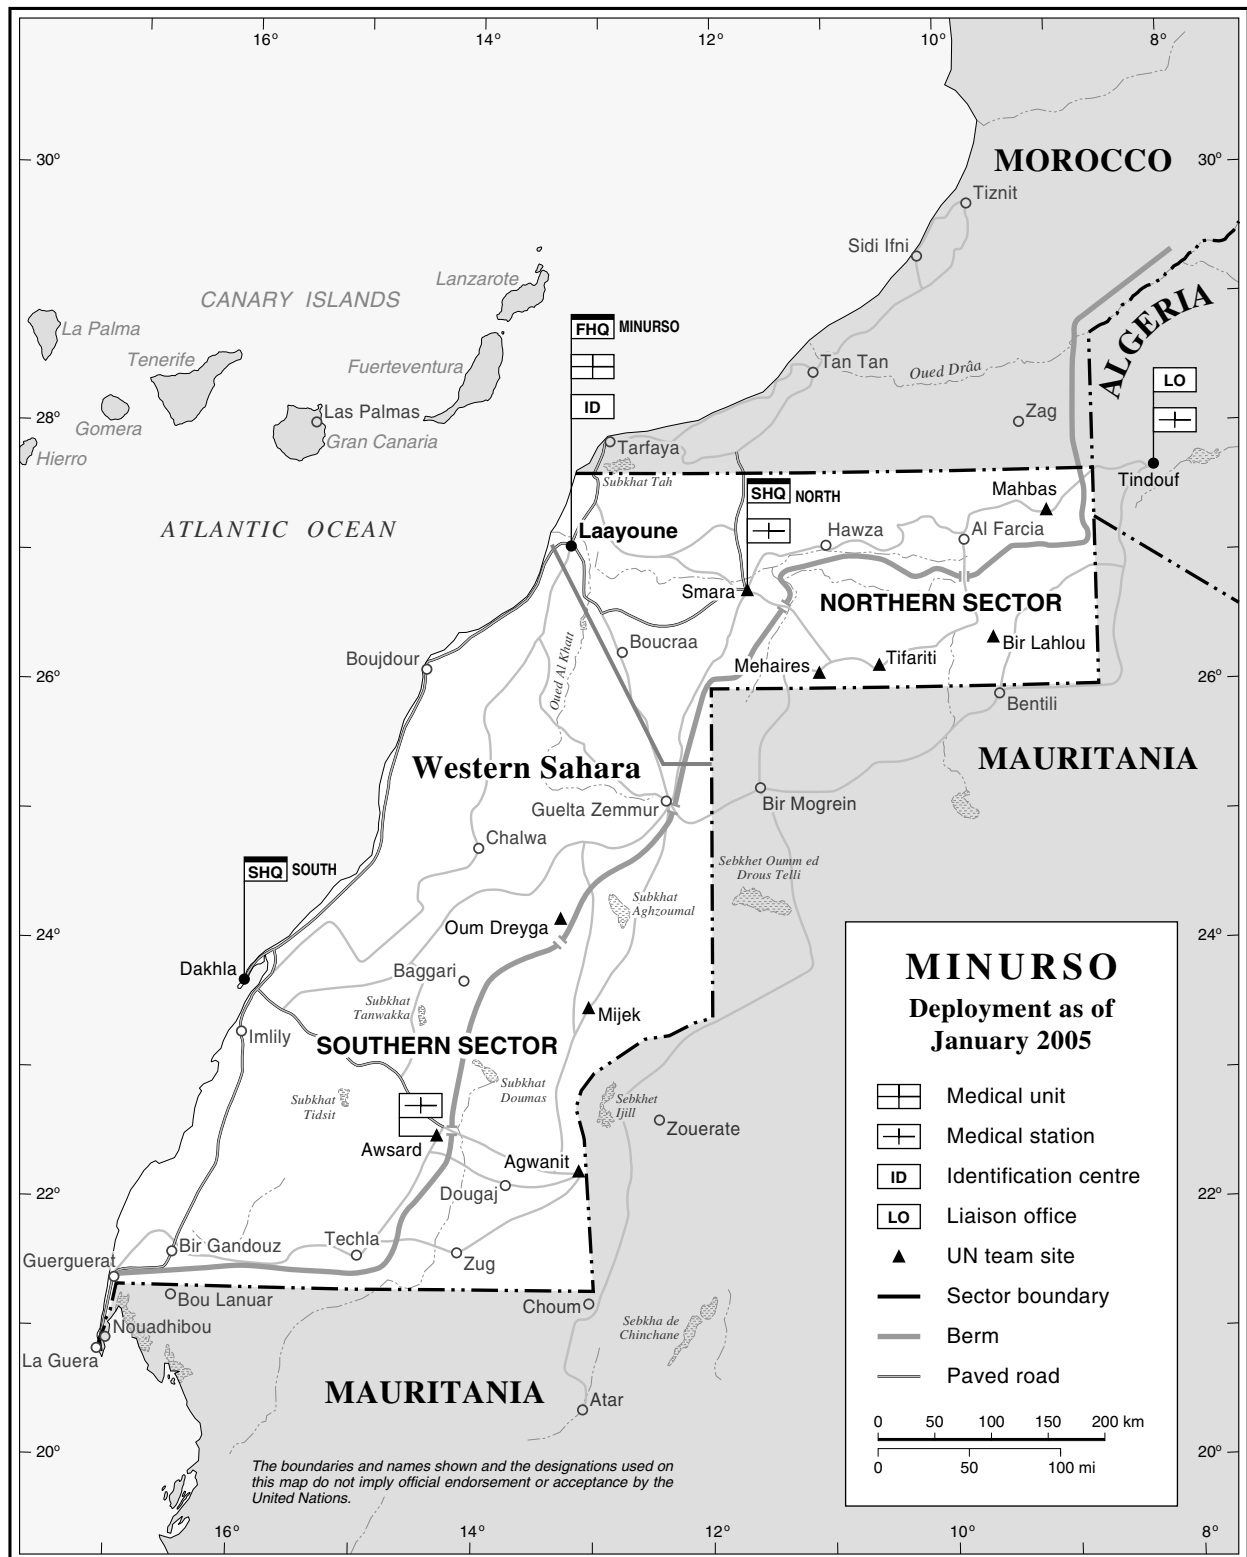 16°
14°
12°
10°
8°
30°
MOROCCO
30°
Tiznit
Sidi Ifni
Lanzarote
CANARY ISLANDS
ALGERIA
La Palma
FHQ MINURSO
Tenerife
Fuerteventura
Tan Tan
Oued Drâa
LO
ID
28°
Las Palmas
Zag
28°
Gomera
Gran Canaria
Tarfaya
Hierro
Subkhat Tah
Tindouf
SHQ NORTH
Mahbas
ATLANTIC OCEAN
Laayoune
Hawza
Al Farcia
Smara
NORTHERN SECTOR
Boucraa
Bir Lahlou
Boujdour
Oued Al Khatt
Mehaires
Tifariti
26°
26°
Bentili
Western Sahara
MAURITANIA
Guelta Zemmur
Bir Mogrein
Chalwa
SHQ SOUTH
Sebkhet Oumm ed
Drous Telli
Subkhat
Aghzoumal
Oum Dreyga
24°
24°
Dakhla
Baggari
Subkhat
Tanwakka
Mijek
Imlily
SOUTHERN SECTOR
Subkhat
Doumas
Subkhat
Tidsit
Sebkhet
Ijill
Zouerate
Awsard
Agwanit
22°
Dougaj
22°
Techla
Bir Gandouz
Guerguerat
Zug
Bou Lanuar
Choum
Nouadhibou
Sebkha de
Chinchane
La Guera
MAURITANIA
Atar
20°
20°
The boundaries and names shown and the designations used on
this map do not imply official endorsement or acceptance by the
United Nations.
MINURSO
Deployment as of
January 2005
Medical unit
Medical station
ID Identification centre
LO Liaison office
UN team site
Sector boundary
Berm
Paved road
0 50 100 150 200 km
0 50 100 mi
16°
14°
12°
10°
8°